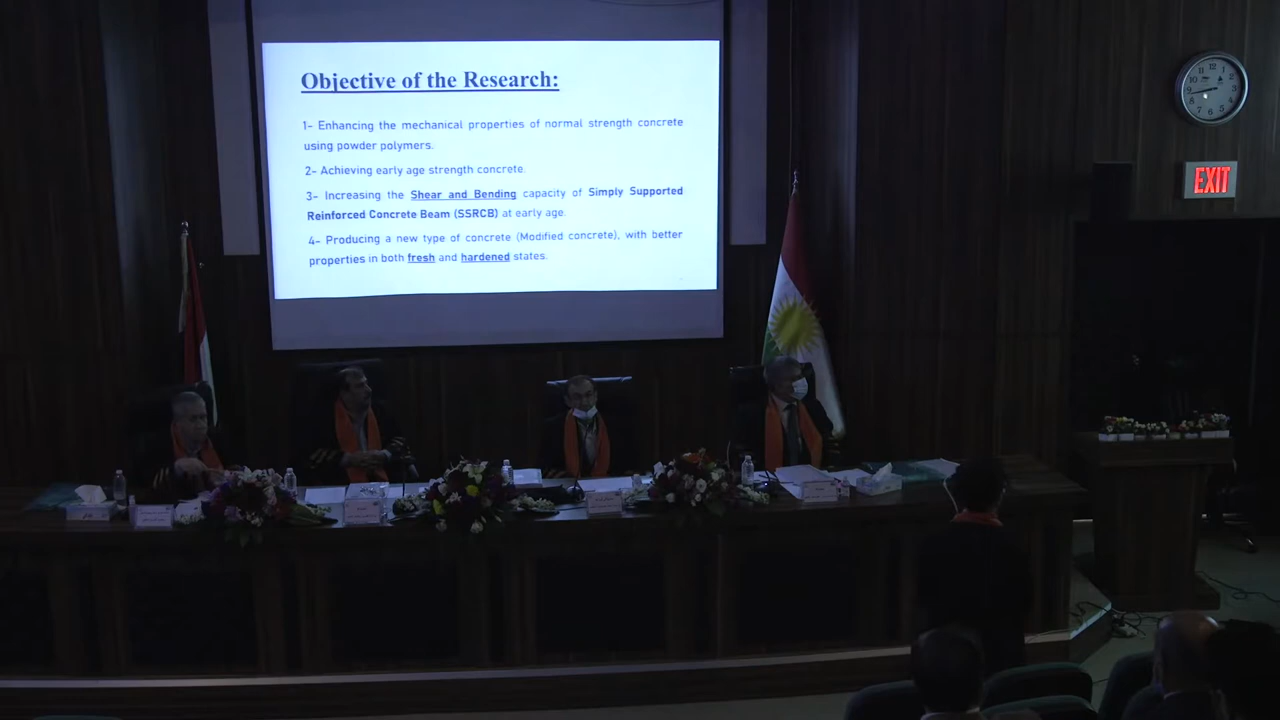 Objective of the Research:
1- Enhancing the mechanical properties of normal strength concrete
using powder polymers.
2- Achieving early age strength concrete.
3- Increasing the Shear and Bending capacity of Simply Supported
Reinforced Concrete Beam (SSRCB) at early age.
4- Producing a new type of concrete (Modified concrete), with better
properties in both fresh and hardened states.
EXIT